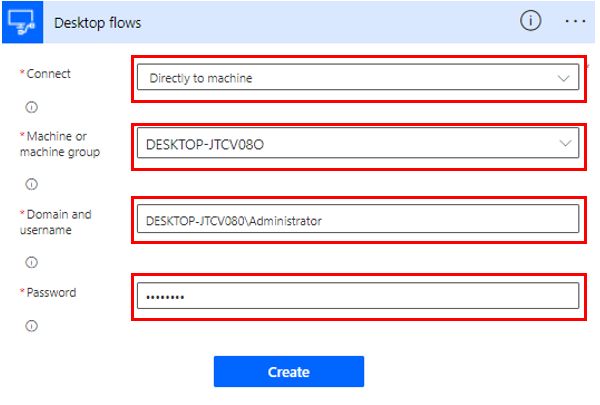 Desktop flows
* Connect
Directly to machine
* Machine or
machine group
DESKTOP-JTCV08O
* Domain and
username
DESKTOP-JTCV080\Administrator
* Password
••••••••
Create